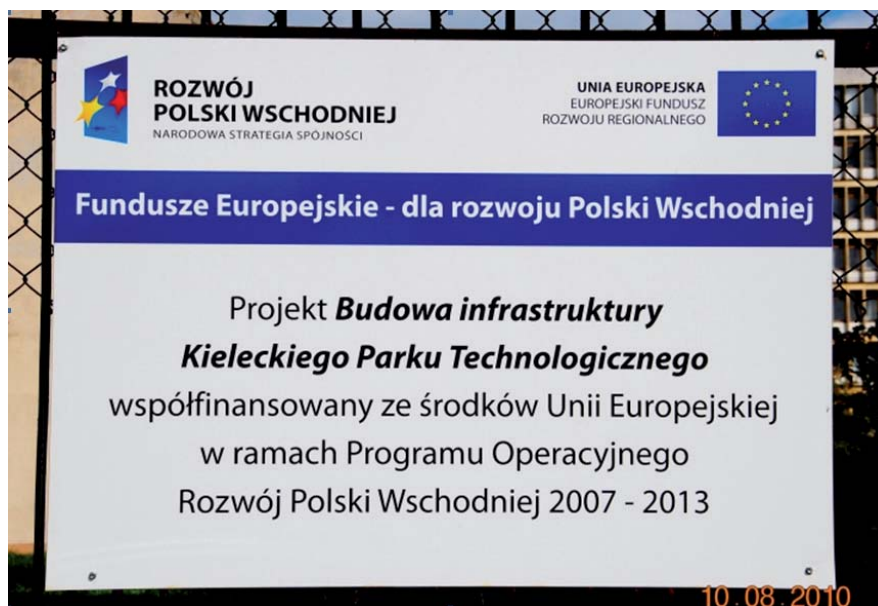 ROZWÓJ
POLSKI WSCHODNIEJ
NARODOWA STRATEGIA SPÓJNOŚCI
UNIA EUROPEJSKA
EUROPEJSKI FUNDUSZ
ROZWOJU REGIONALNEGO
Fundusze Europejskie - dla rozwoju Polski Wschodniej
Projekt Budowa infrastruktury
Kieleckiego Parku Technologicznego
współfinansowany ze środków Unii Europejskiej
w ramach Programu Operacyjnego
Rozwój Polski Wschodniej 2007 - 2013
10.08.2010